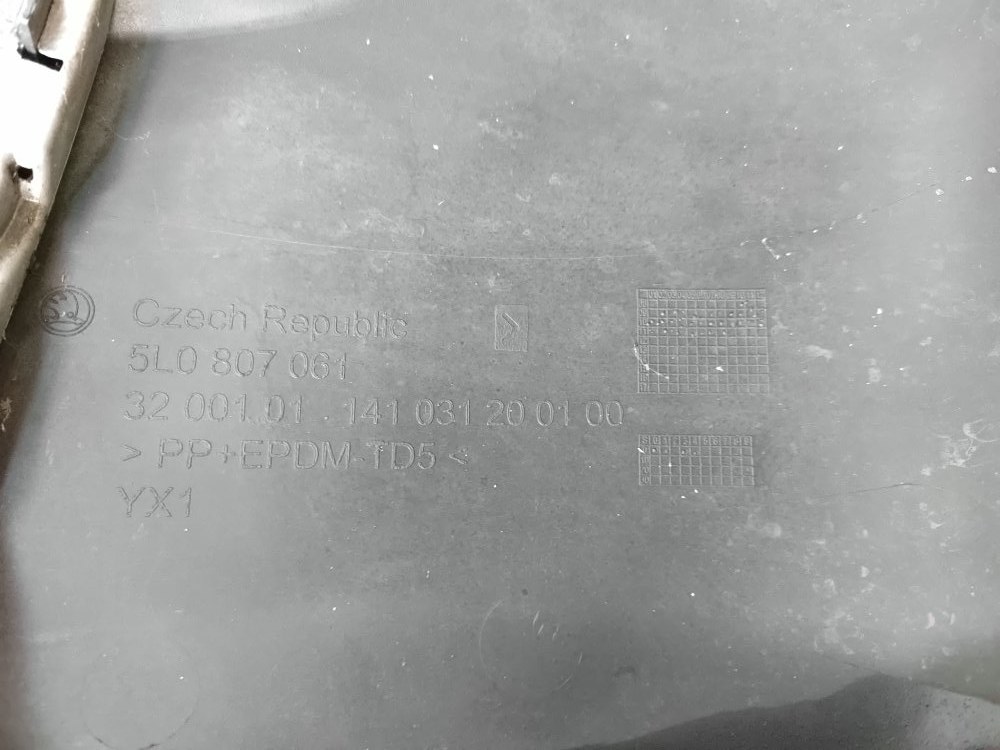 Czech Republic
5L0 807 061
32 001.01 . 141 031 20 01 00
> PP+EPDM-TD5 <
YX1